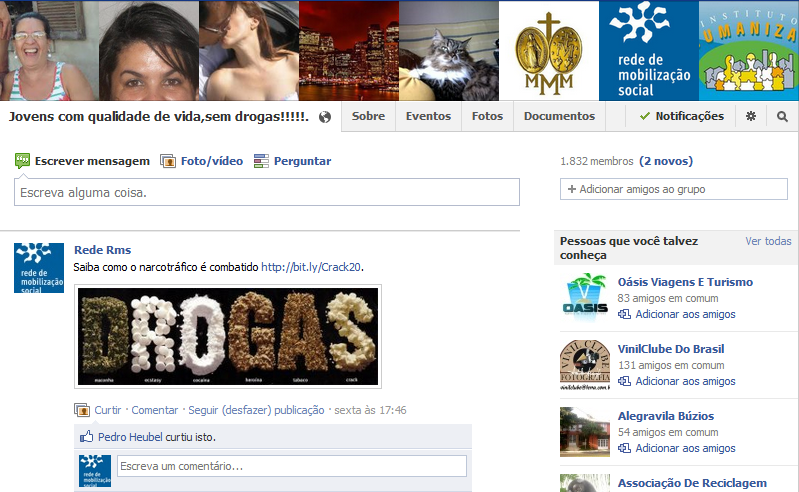 rede de
mobilização
social
INSTITUTO
UMANIZA
MMM
Jovens com qualidade de vida,sem drogas!!!!!.
Sobre
Eventos
Fotos
Documentos
Notificações
Escrever mensagem
Foto/vídeo
Perguntar
Escreva alguma coisa.
1.832 membros (2 novos)
+ Adicionar amigos ao grupo
Rede Rms
Saiba como o narcotráfico é combatido http://bit.ly/Crack20.
rede de
mobilização
social
DROGAS
maconha ecstasy cocaína heroína tabaco crack
Curtir · Comentar · Seguir (desfazer) publicação · sexta às 17:46
Pedro Heubel curtiu isto.
rede de
mobilização
social
Escreva um comentário...
Pessoas que você talvez
conheça
Ver todas
OASIS
Oásis Viagens E Turismo
83 amigos em comum
Adicionar aos amigos
VINIL CLUBE
FOTOGRAFIA
VinilClube Do Brasil
131 amigos em comum
Adicionar aos amigos
Alegravila Búzios
54 amigos em comum
Adicionar aos amigos
Associação De Reciclagem